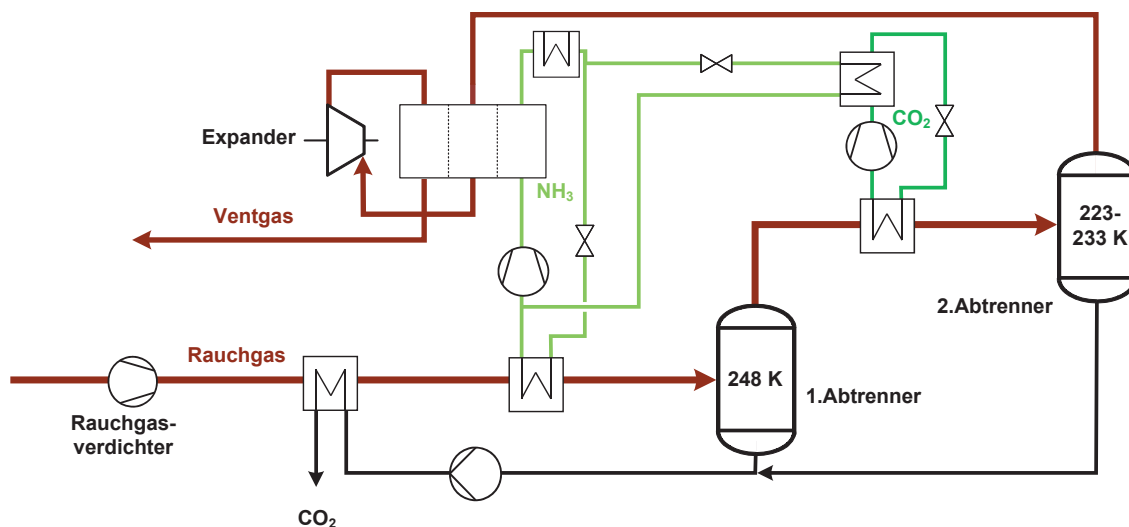 CO₂
Expander
NH₃
Ventgas
223-
233 K
2.Abtrenner
Rauchgas
248 K
1.Abtrenner
Rauchgas-
verdichter
CO₂